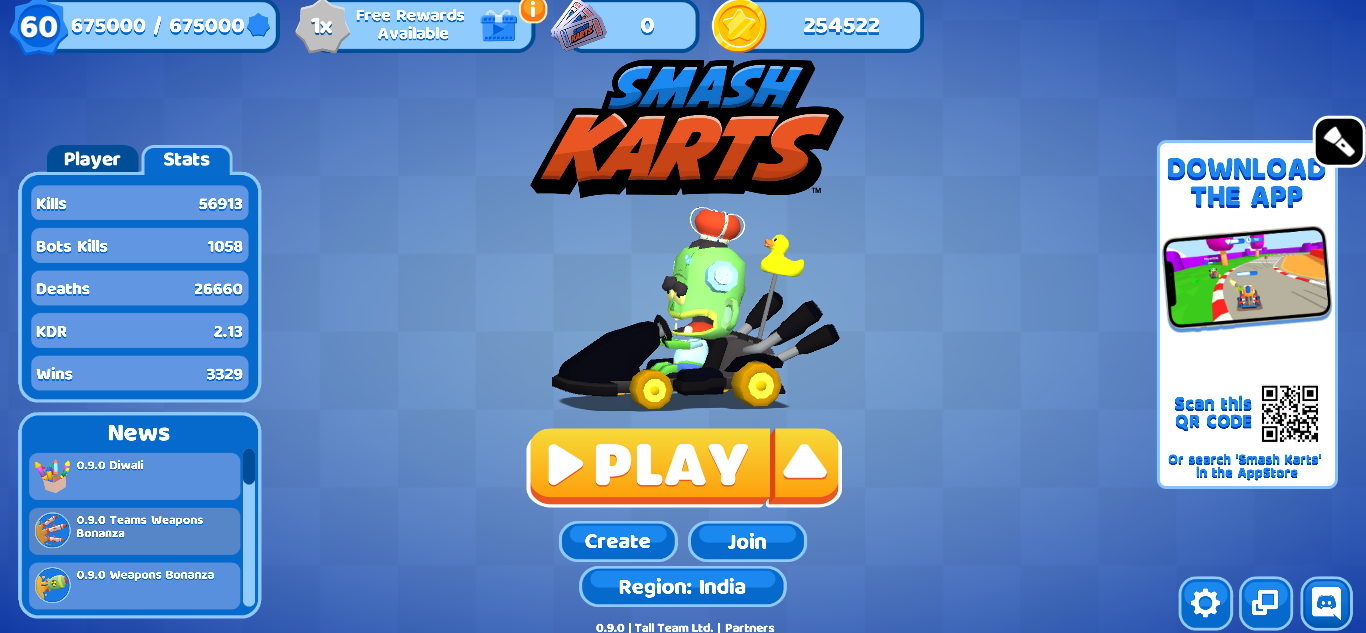 60
675000 / 675000
1x
Free Rewards
Available
i
KARTS
0
254522
SMASH
KARTS
TM
Player
Stats
Kills 56913
Bots Kills 1058
Deaths 26660
KDR 2.13
Wins 3329
News
0.9.0 Diwali
0.9.0 Teams Weapons
Bonanza
0.9.0 Weapons Bonanza
PLAY
Create
Join
Region: India
0.9.0 | Tall Team Ltd. | Partners
DOWNLOAD
THE APP
Scan this
QR CODE
Or search 'Smash Karts'
in the AppStore